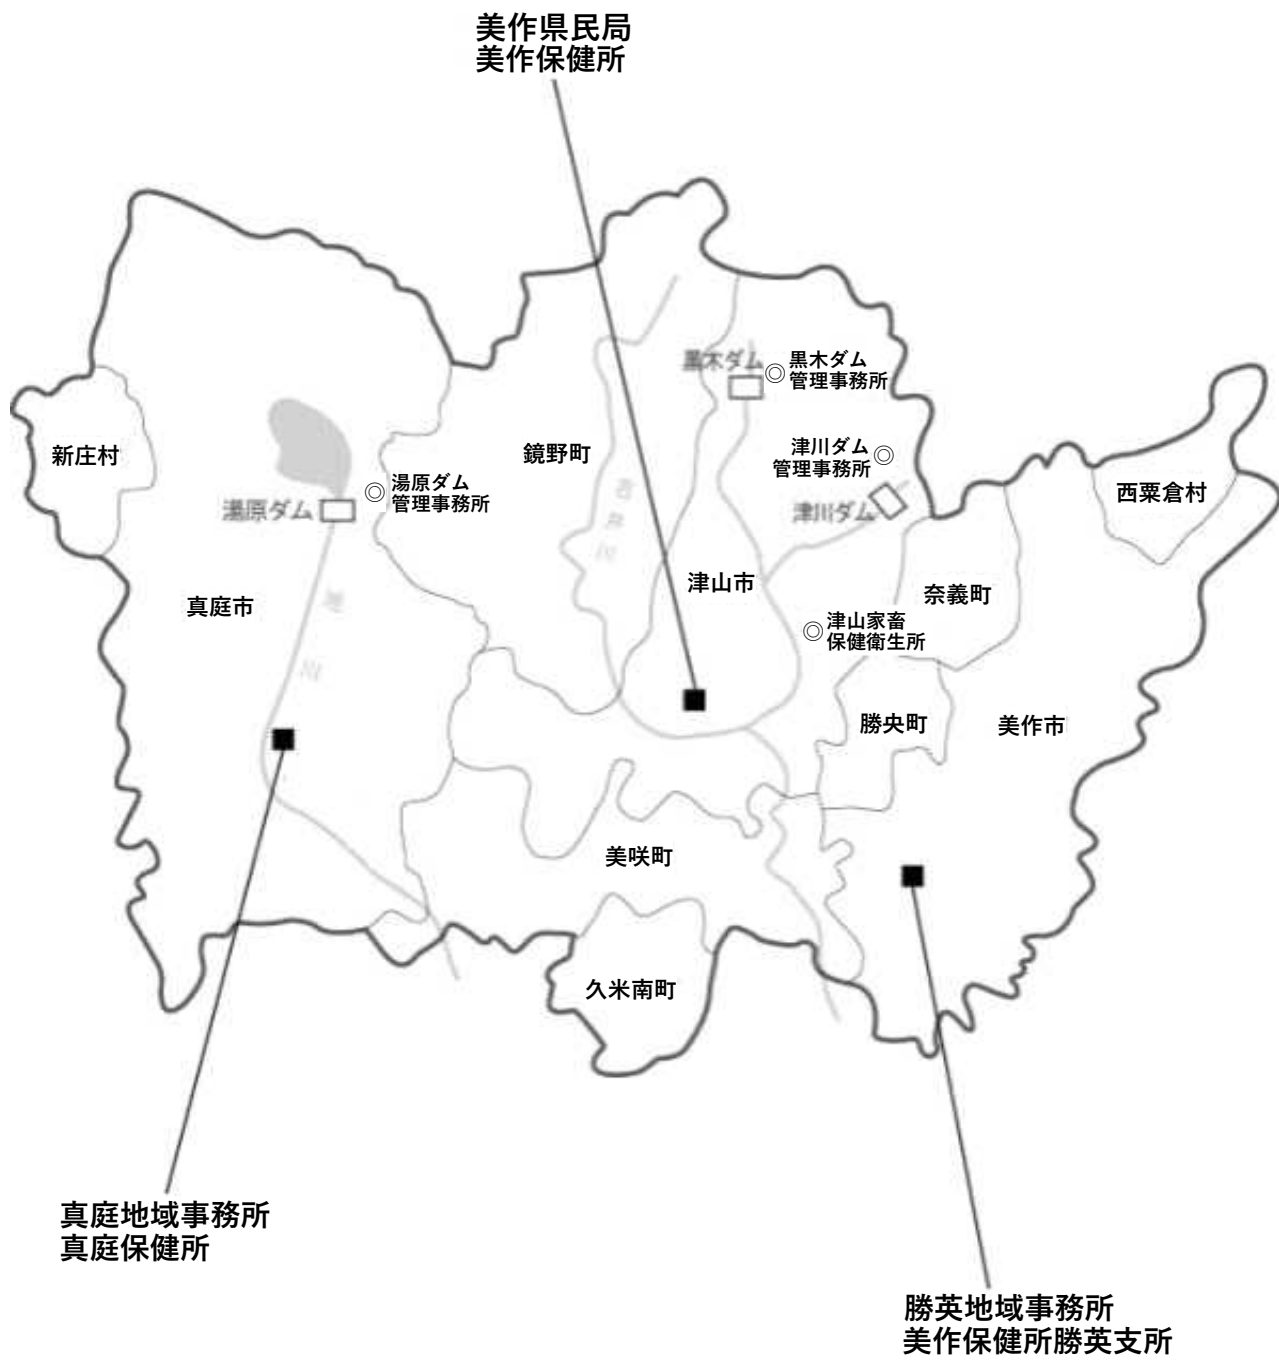 美作県民局
美作保健所
黒木ダム
黒木ダム
管理事務所
新庄村
鏡野町
津川ダム
管理事務所
湯原ダム
管理事務所
湯原ダム
吉井川
津川ダム
西粟倉村
真庭市
旭川
津山市
奈義町
津山家畜
保健衛生所
勝央町
美作市
美咲町
久米南町
真庭地域事務所
真庭保健所
勝英地域事務所
美作保健所勝英支所